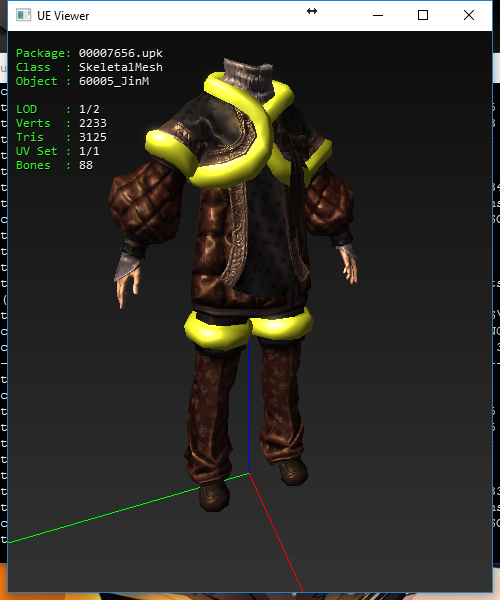 UE Viewer
Package: 00007656.upk
Class  : SkeletalMesh
Object : 60005_JinM
LOD    : 1/2
Verts  : 2233
Tris   : 3125
UV Set : 1/1
Bones  : 88